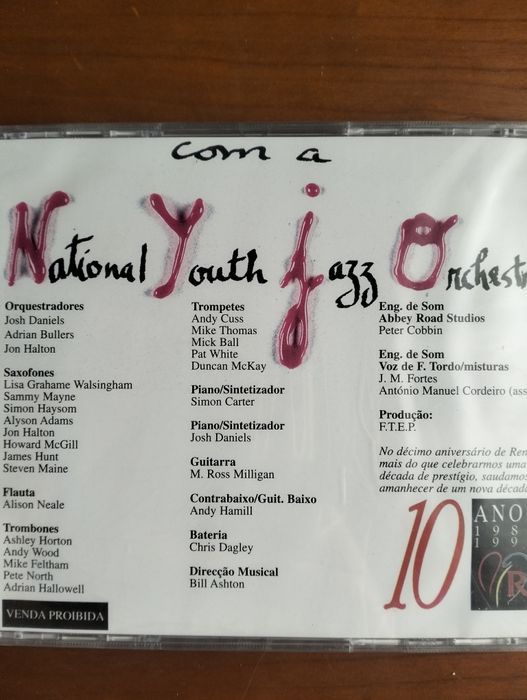 com a
National Youth jazz Orchestr
Orquestradores
Josh Daniels
Adrian Bullers
Jon Halton
Saxofones
Lisa Grahame Walsingham
Sammy Mayne
Simon Haysom
Alyson Adams
Jon Halton
Howard McGill
James Hunt
Steven Maine
Flauta
Alison Neale
Trombones
Ashley Horton
Andy Wood
Mike Feltham
Pete North
Adrian Hallowell
VENDA PROIBIDA
Trompetes
Andy Cuss
Mike Thomas
Mick Ball
Pat White
Duncan McKay
Piano/Sintetizador
Simon Carter
Piano/Sintetizador
Josh Daniels
Guitarra
M. Ross Milligan
Contrabaixo/Guit. Baixo
Andy Hamill
Bateria
Chris Dagley
Direcção Musical
Bill Ashton
Eng. de Som
Abbey Road Studios
Peter Cobbin
Eng. de Som
Voz de F. Tordo/misturas
J. M. Fortes
António Manuel Cordeiro (ass
Produção:
F.T.E.P.
No décimo aniversário de Ren
mais do que celebrarmos uma
década de prestígio, saudamos
amanhecer de um nova década
10
ANO
198
199
R